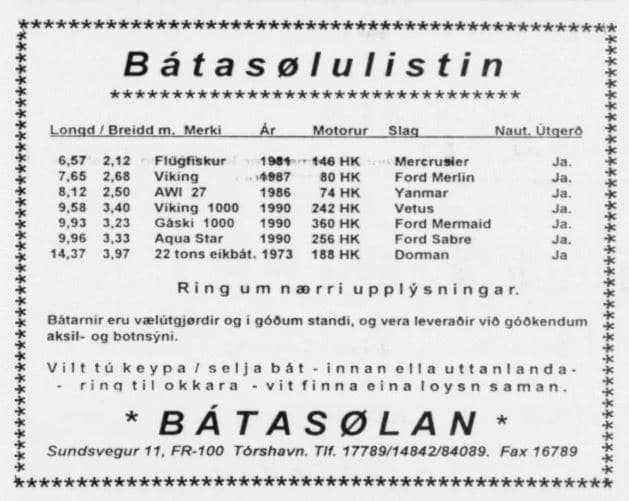 Bátasølulistin
Longd / Breidd m. Merki Ár Motorur Slag Naut. Útgerð
6,57 2,12 Flúgfiskur 1981 146 HK Mercrusier Ja.
7,65 2,68 Viking 1987 80 HK Ford Merlin Ja.
8,12 2,50 AWI 27 1986 74 HK Yanmar Ja.
9,58 3,40 Viking 1000 1990 242 HK Vetus Ja.
9,93 3,23 Gáski 1000 1990 360 HK Ford Mermaid Ja.
9,96 3,33 Aqua Star 1990 256 HK Ford Sabre Ja.
14,37 3,97 22 tons eikbát. 1973 188 HK Dorman Ja
Ring um nærri upplýsningar.
Bátarnir eru vælútgjørdir og í góðum standi, og vera leveraðir við góðkendum
aksil- og botnsýni.
Vilt tú keypa / selja bát - innan ella uttanlanda-
- ring til okkara - vit finna eina loysn saman.
* BÁTASØLAN *
Sundsvegur 11, FR-100 Tórshavn. Tlf. 17789/14842/84089. Fax 16789